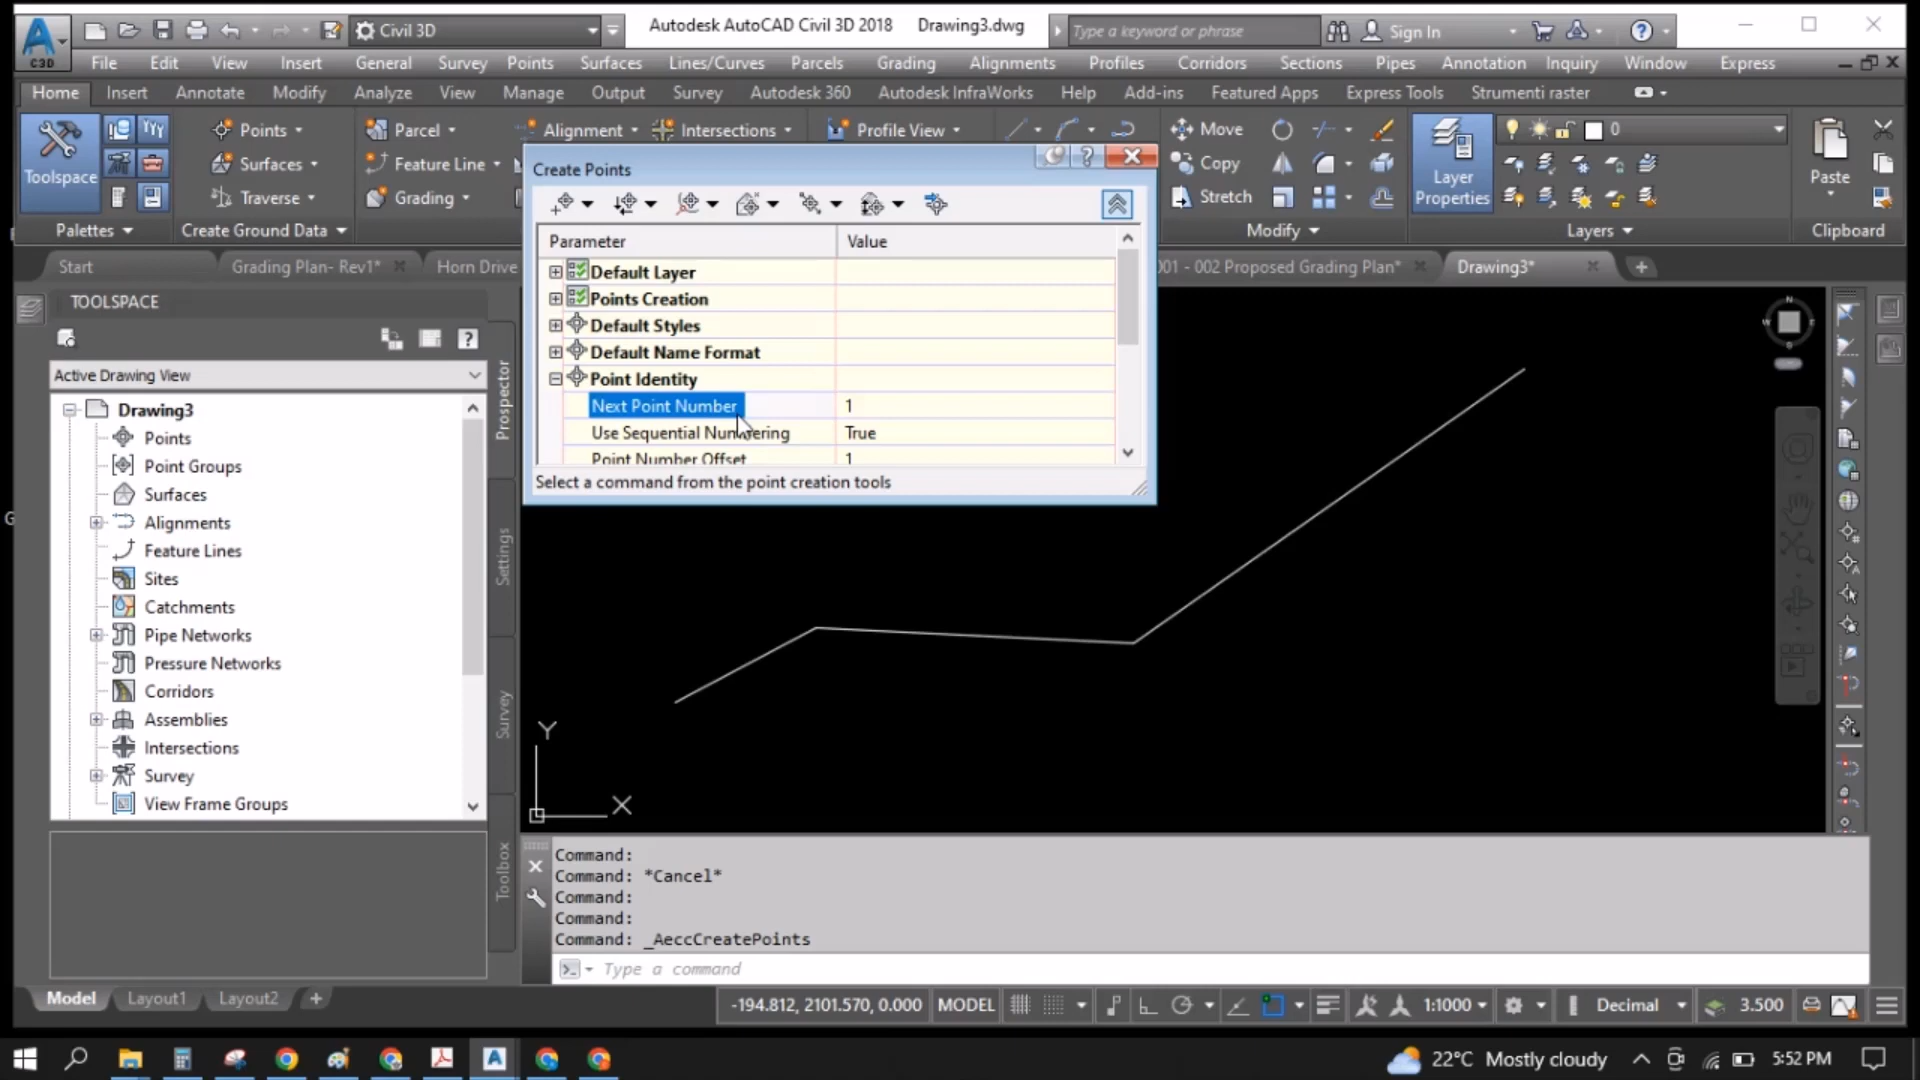 C3D
Civil 3D
Autodesk AutoCAD Civil 3D 2018 Drawing3.dwg
Type a keyword or phrase
Sign In
File Edit View Insert General Survey Points Surfaces Lines/Curves Parcels Grading Alignments Profiles Corridors Sections Pipes Annotation Inquiry Window Express
Home Insert Annotate Modify Analyze View Manage Output Survey Autodesk 360 Autodesk InfraWorks Help Add-ins Featured Apps Express Tools Strumenti raster
Toolspace
Points
Surfaces
Traverse
Parcel
Feature Line
Grading
Alignment
Intersections
Profile View
Move
Copy
Stretch
Layer
Properties
0
Paste
Palettes
Create Ground Data
Modify
Layers
Clipboard
Start
Grading Plan- Rev1*
Horn Drive
001 - 002 Proposed Grading Plan*
Drawing3*
Create Points
Parameter Value
Default Layer
Points Creation
Default Styles
Default Name Format
Point Identity
Next Point Number 1
Use Sequential Numbering True
Point Number Offset 1
Select a command from the point creation tools
TOOLSPACE
Active Drawing View
Drawing3
Points
Point Groups
Surfaces
Alignments
Feature Lines
Sites
Catchments
Pipe Networks
Pressure Networks
Corridors
Assemblies
Intersections
Survey
View Frame Groups
Prospector
Settings
Survey
Toolbox
N
W
S
Y
X
Command:
Command: *Cancel*
Command:
Command:
Command: _AeccCreatePoints
Type a command
Model Layout1 Layout2
-194.812, 2101.570, 0.000 MODEL
1:1000
Decimal
3.500
22°C Mostly cloudy
5:52 PM